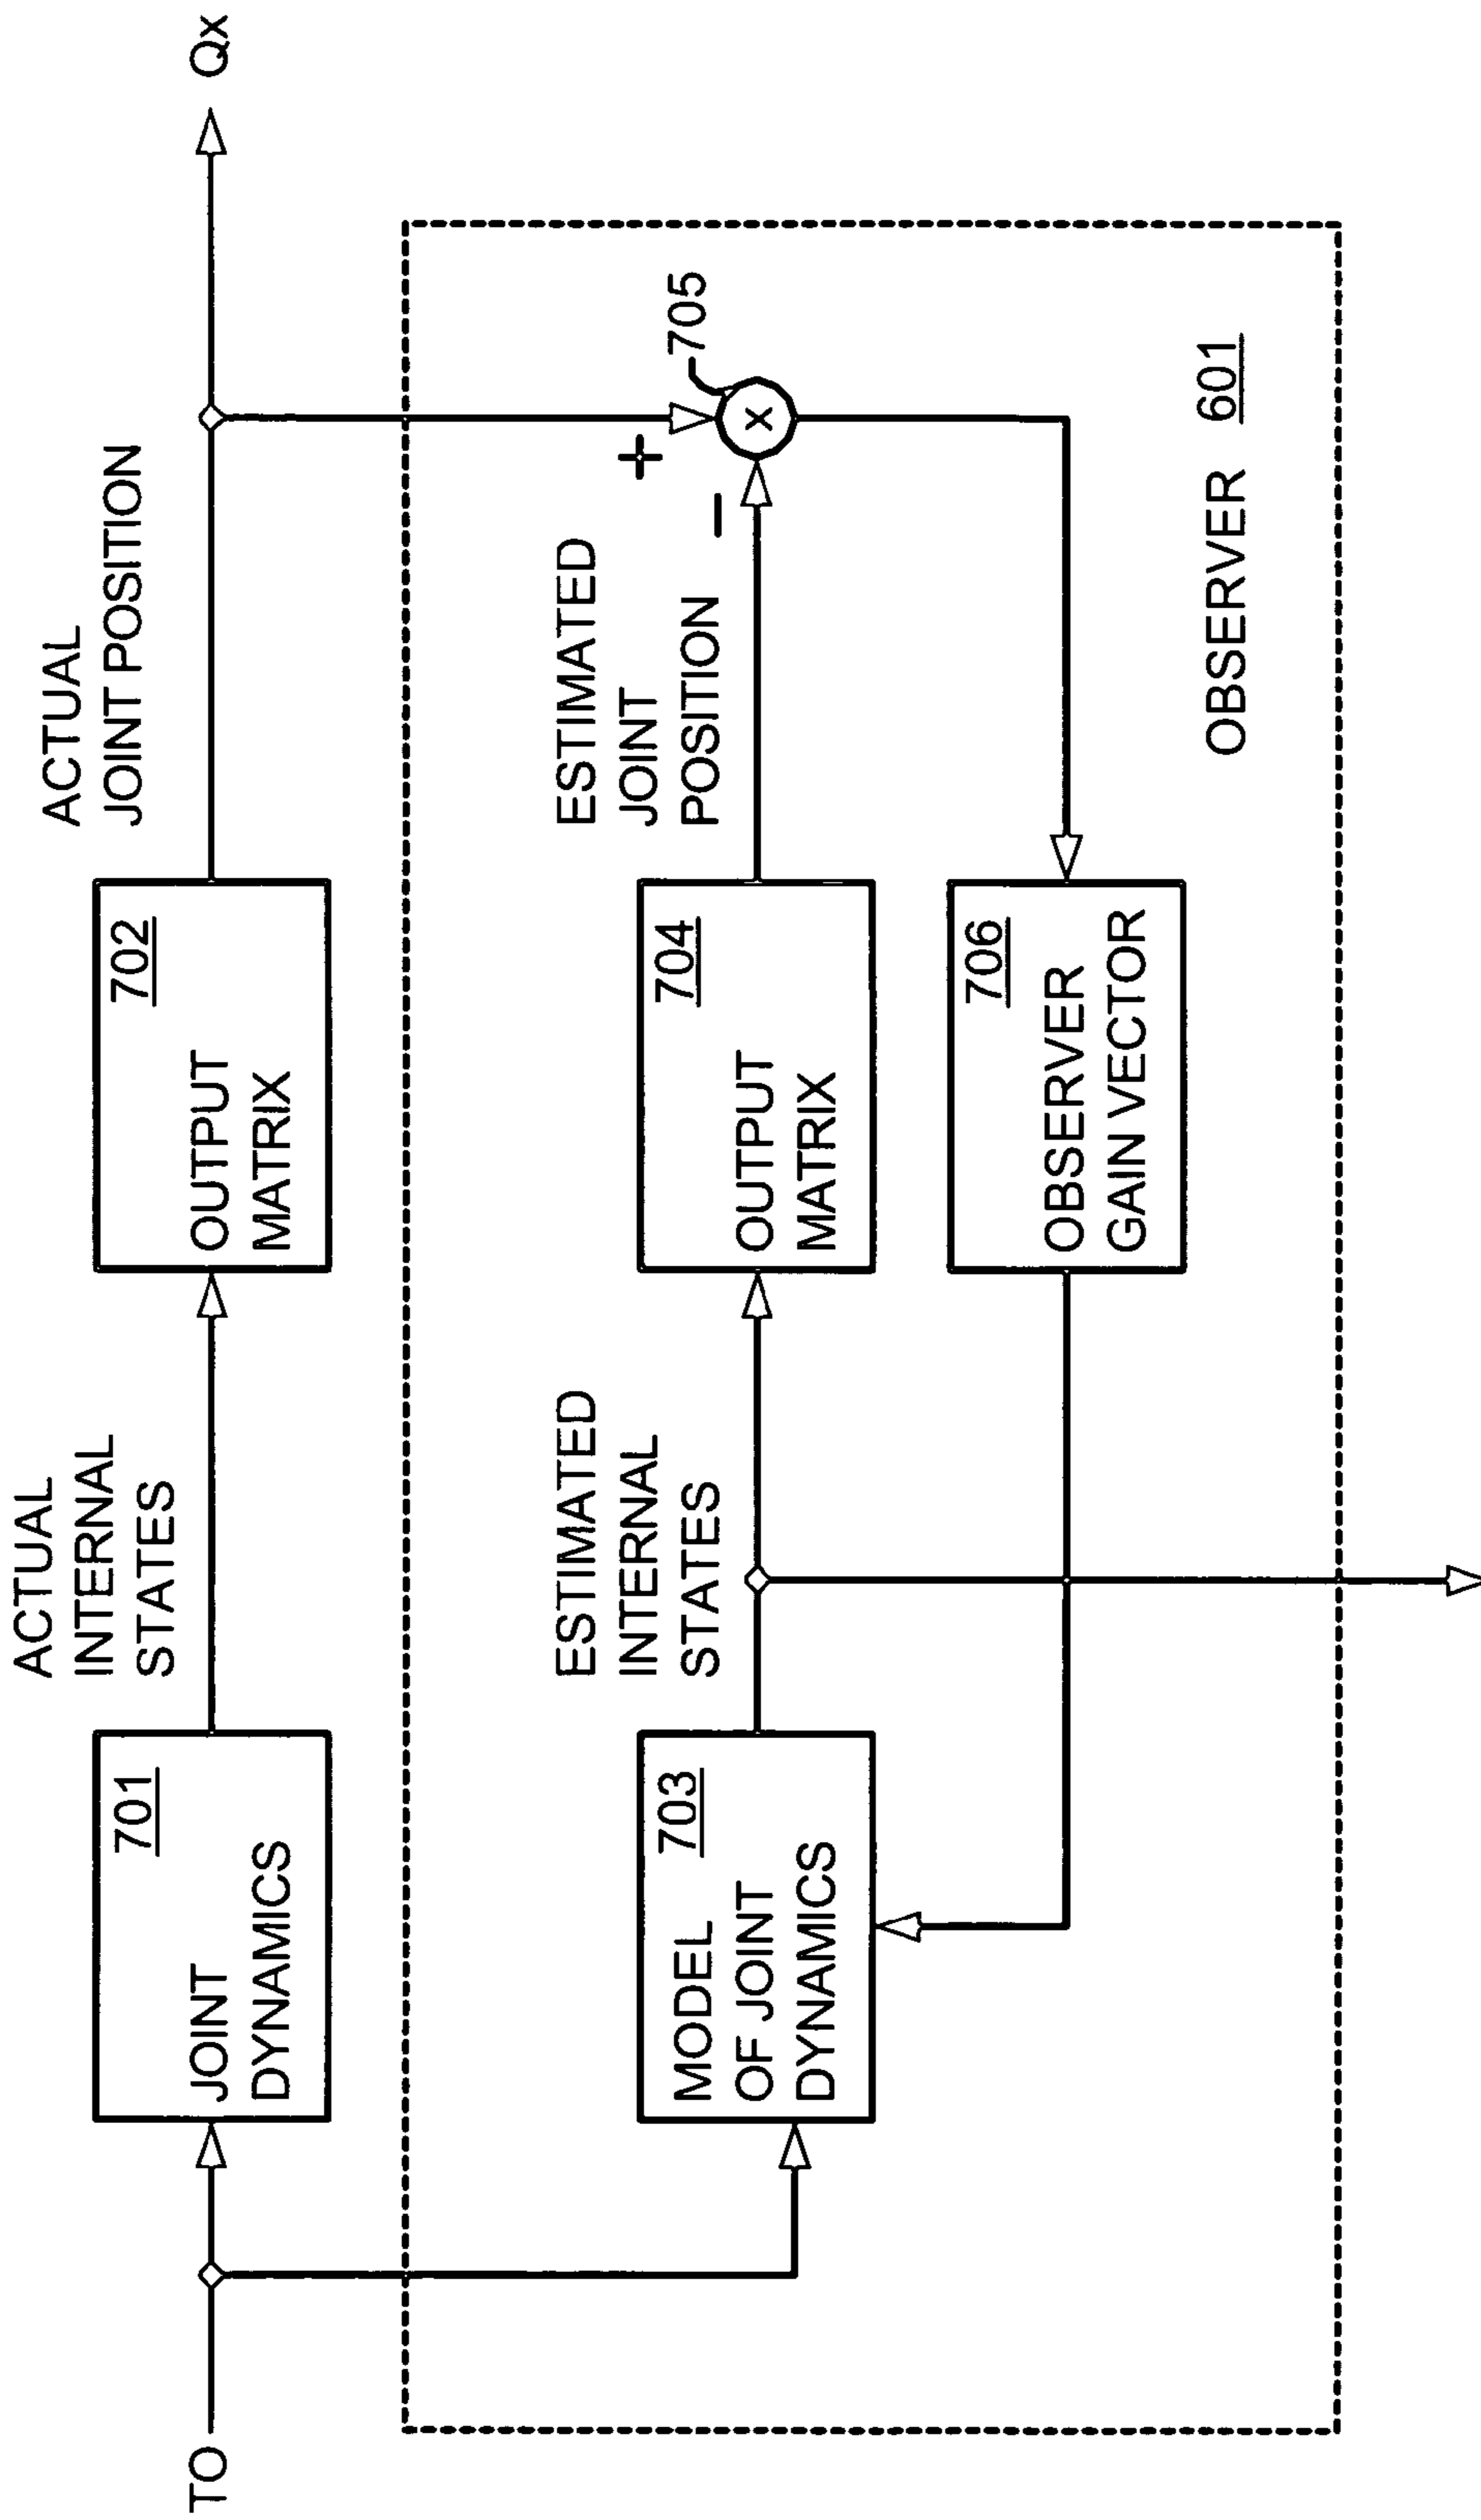 TO
701
JOINT
DYNAMICS
ACTUAL
INTERNAL
STATES
702
OUTPUT
MATRIX
ACTUAL
JOINT POSITION
Qx
703
MODEL
OF JOINT
DYNAMICS
ESTIMATED
INTERNAL
STATES
704
OUTPUT
MATRIX
ESTIMATED
JOINT
POSITION
+
−
x
705
706
OBSERVER
GAIN VECTOR
OBSERVER 601